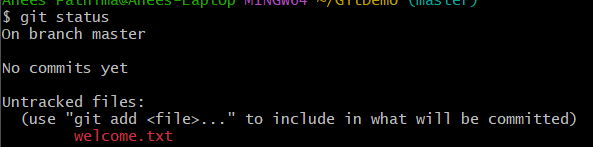 Anees Fathima@Anees-Laptop MINGW64 ~/GitDemo (master)
$ git status
On branch master
No commits yet
Untracked files:
(use "git add <file>..." to include in what will be committed)
welcome.txt